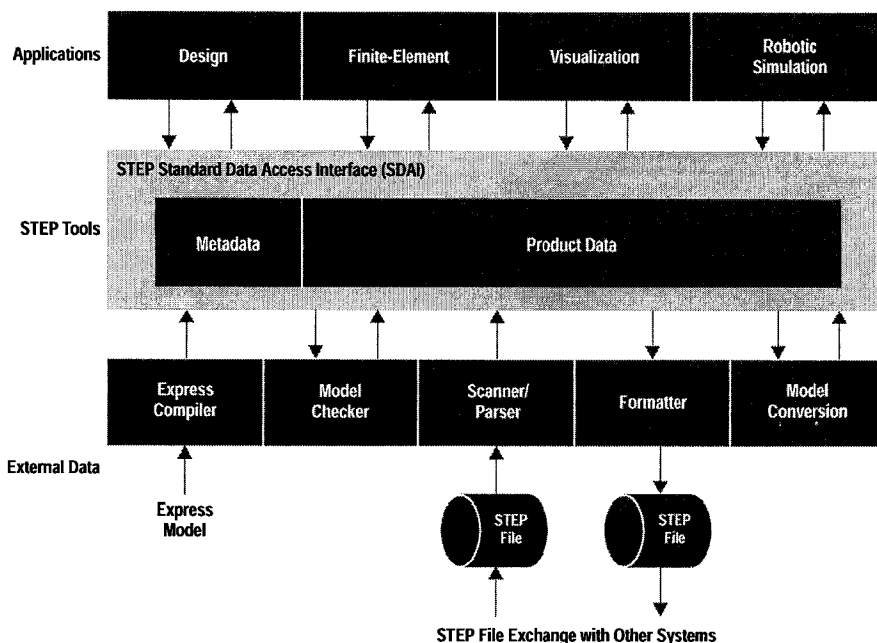 Applications
Design
Finite-Element
Visualization
Robotic
Simulation
STEP Standard Data Access Interface (SDAI)
STEP Tools
Metadata
Product Data
Express
Compiler
Model
Checker
Scanner/
Parser
Formatter
Model
Conversion
External Data
Express
Model
STEP
File
STEP
File
STEP File Exchange with Other Systems